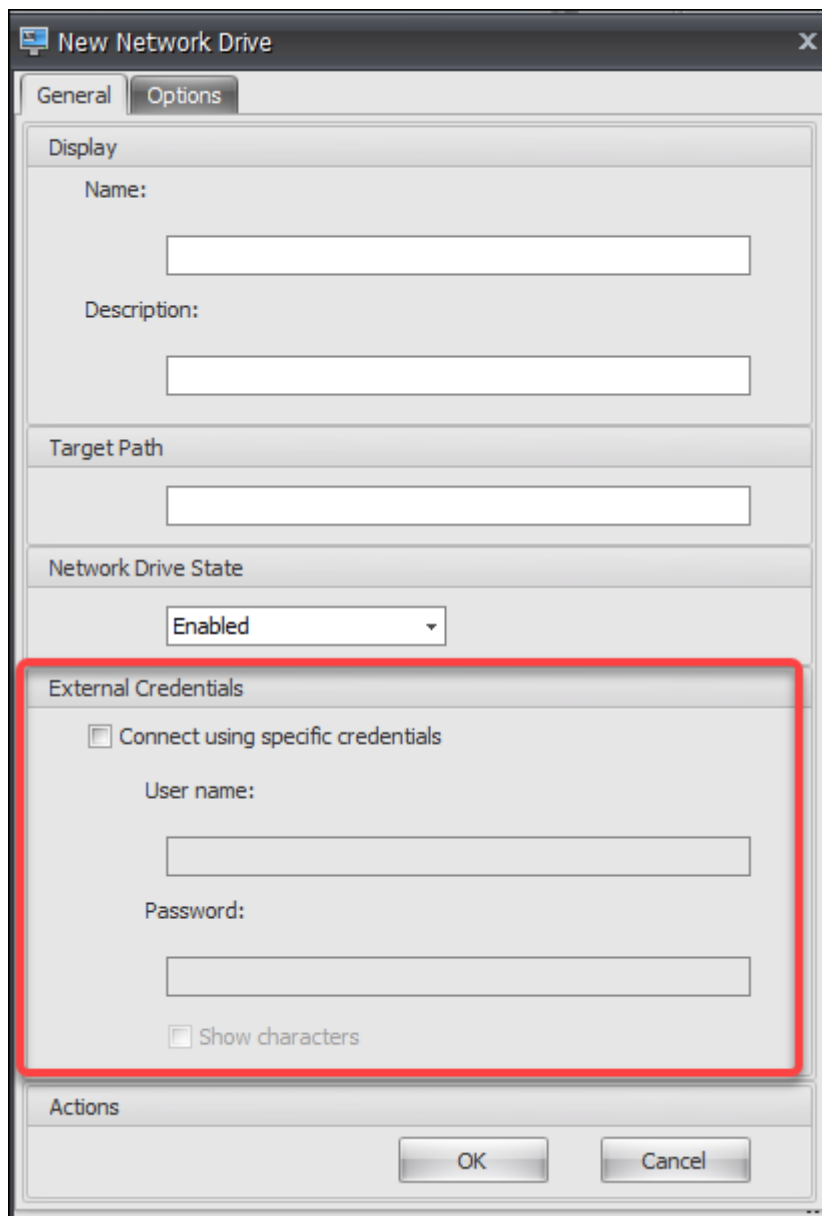 New Network Drive
General Options
Display
Name:
Description:
Target Path
Network Drive State
Enabled
External Credentials
Connect using specific credentials
User name:
Password:
Show characters
Actions
OK Cancel